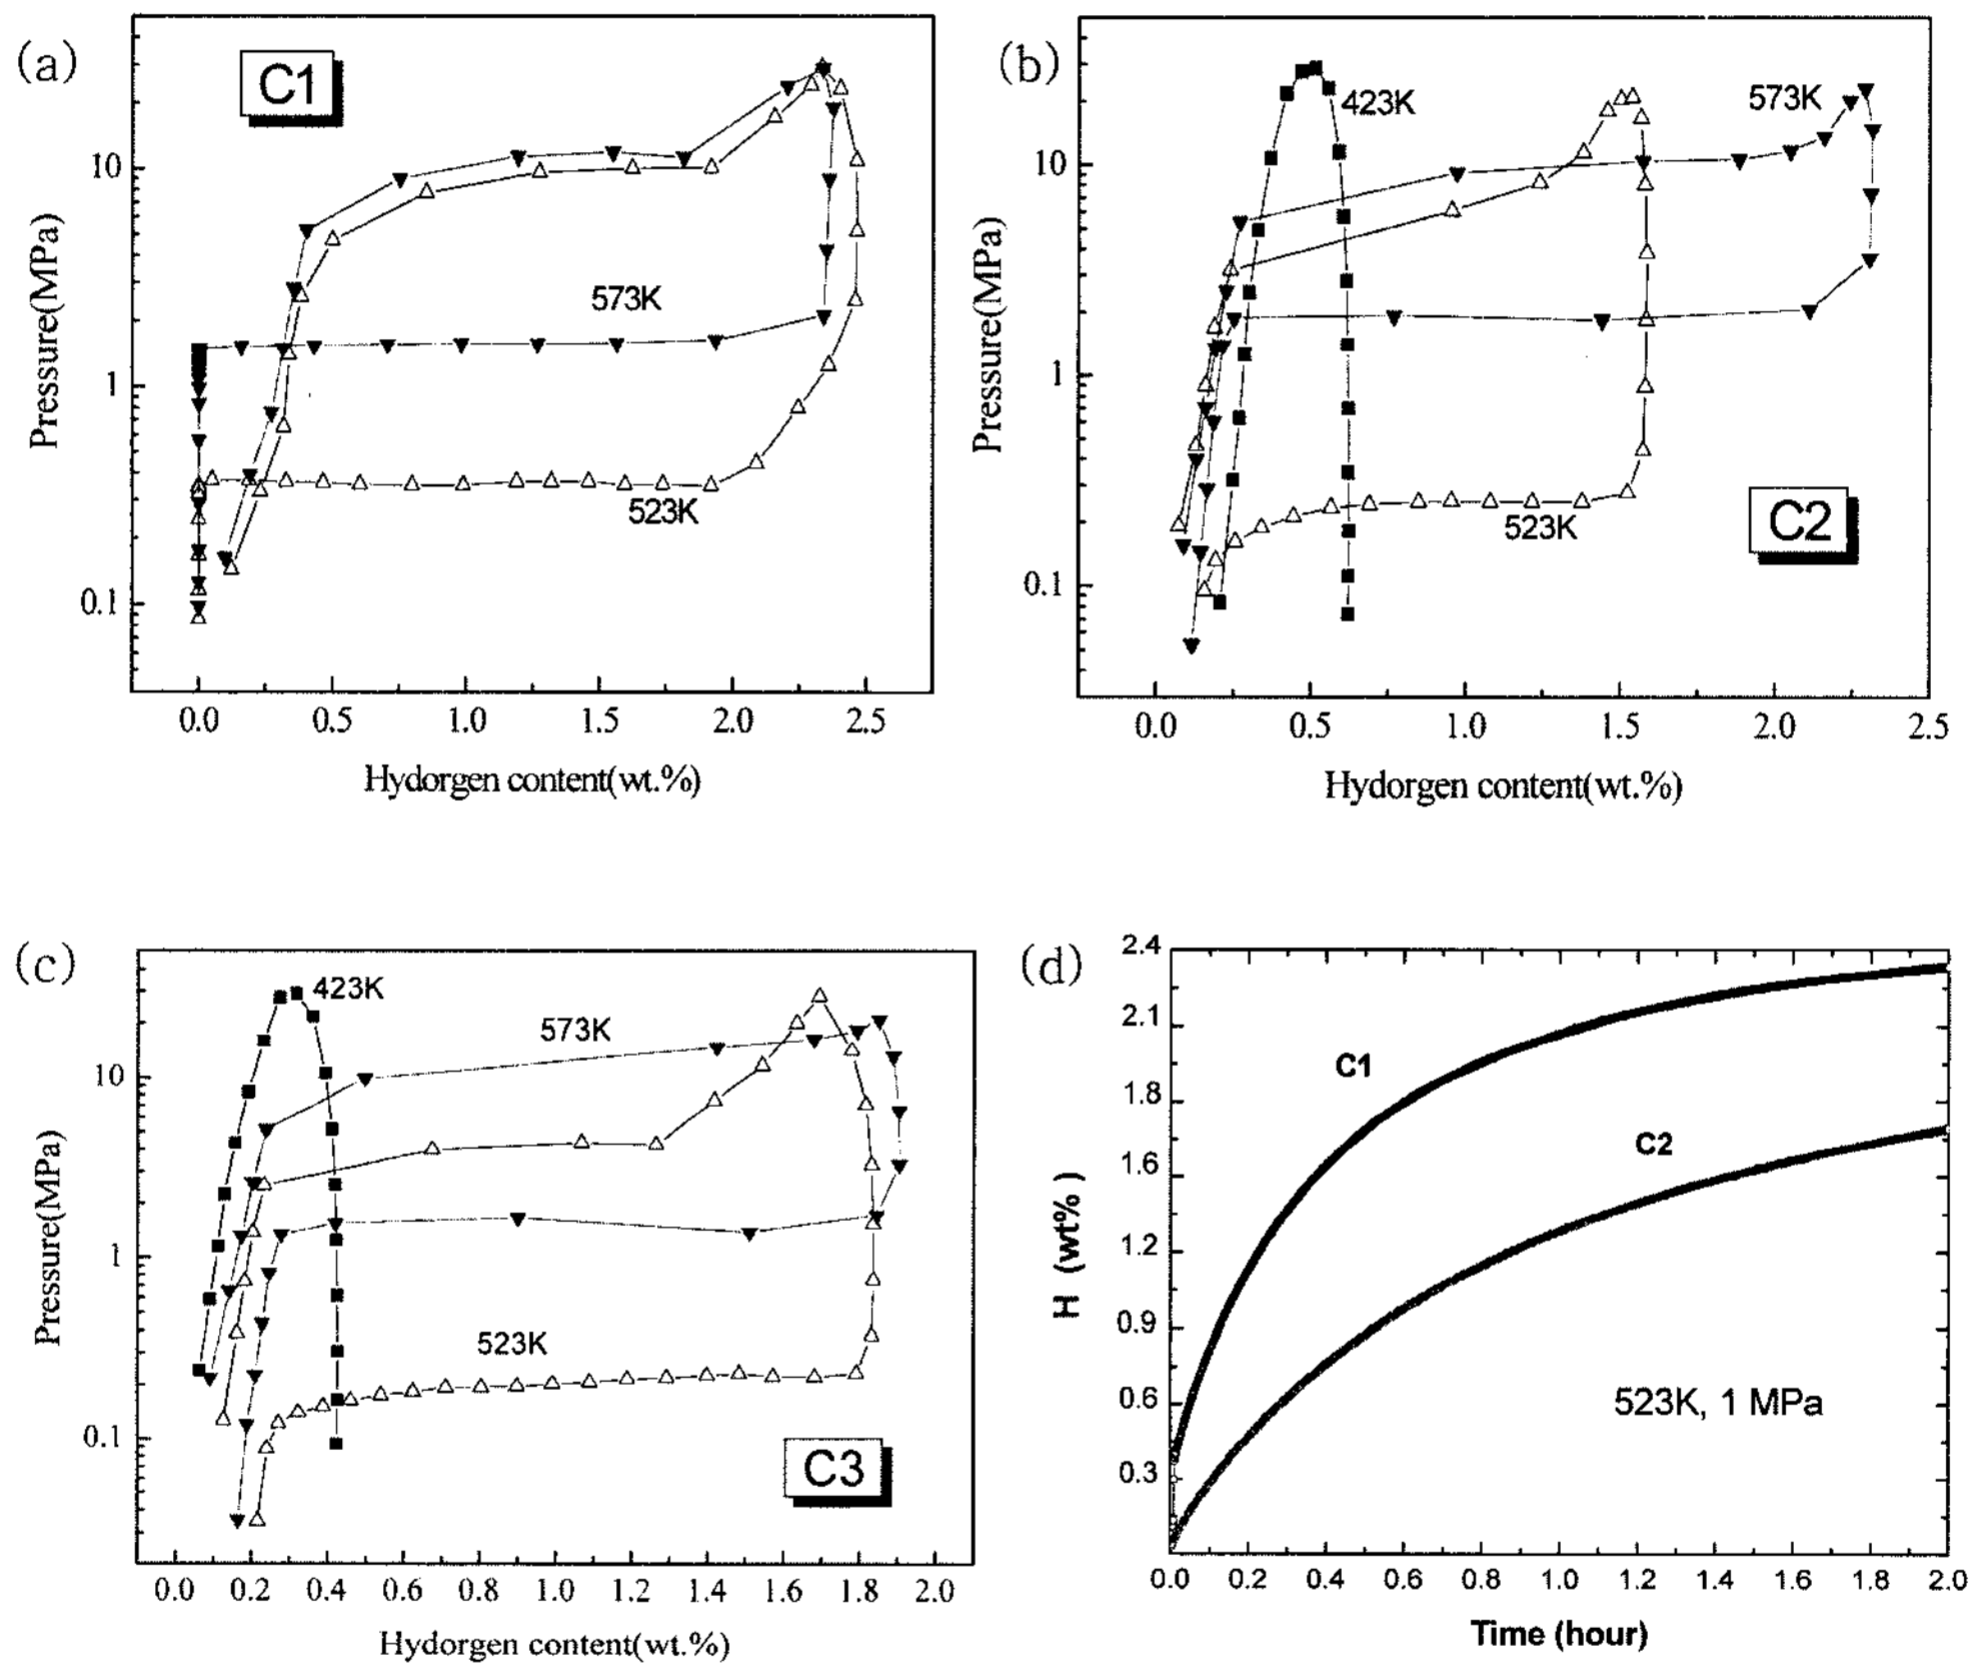 (a)
C1
10
1
0.1
Pressure(MPa)
573K
523K
0.0 0.5 1.0 1.5 2.0 2.5
Hydorgen content(wt.%)
(b)
423K
573K
10
1
0.1
Pressure(MPa)
523K
C2
0.0 0.5 1.0 1.5 2.0 2.5
Hydorgen content(wt.%)
(c)
423K
573K
10
1
0.1
Pressure(MPa)
523K
C3
0.0 0.2 0.4 0.6 0.8 1.0 1.2 1.4 1.6 1.8 2.0
Hydorgen content(wt.%)
(d)
2.4
2.1
1.8
1.6
1.2
0.9
0.6
0.3
H (wt%)
C1
C2
523K, 1 MPa
0.0 0.2 0.4 0.6 0.8 1.0 1.2 1.4 1.6 1.8 2.0
Time (hour)